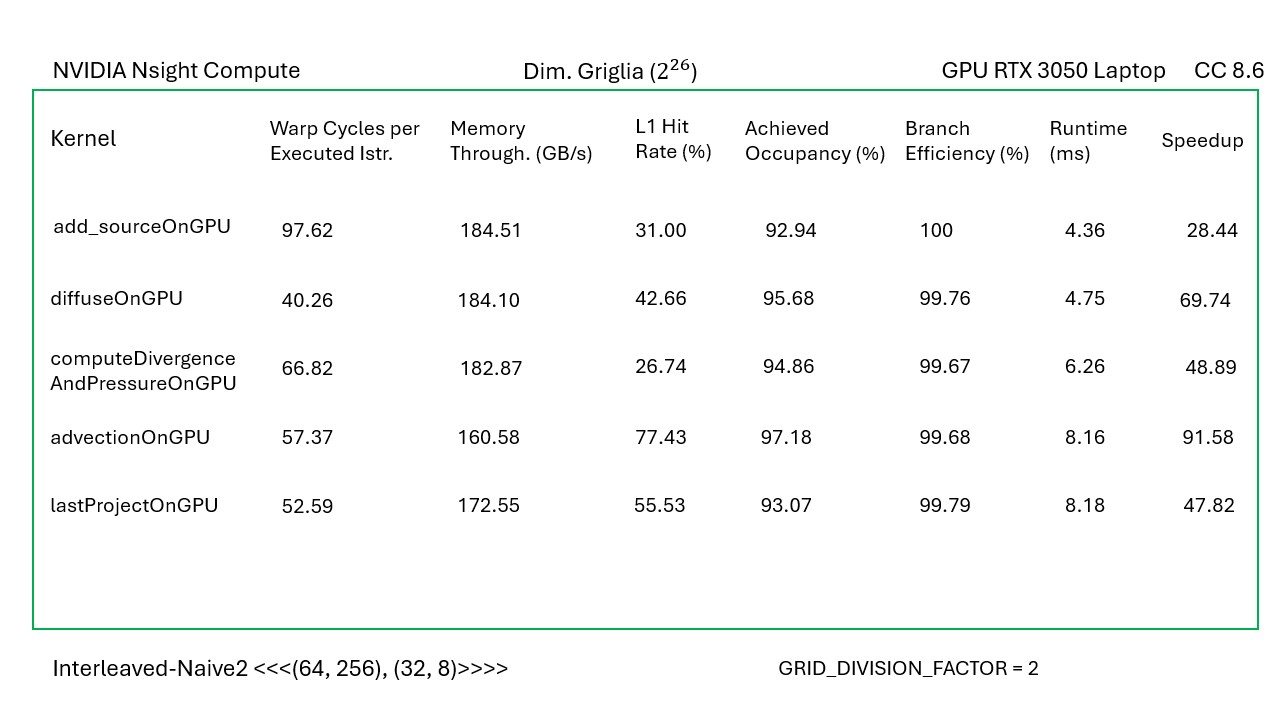 NVIDIA Nsight Compute Dim. Griglia (2²⁶) GPU RTX 3050 Laptop CC 8.6
Kernel Warp Cycles per Executed Istr. Memory Through. (GB/s) L1 Hit Rate (%) Achieved Occupancy (%) Branch Efficiency (%) Runtime (ms) Speedup
add_sourceOnGPU 97.62 184.51 31.00 92.94 100 4.36 28.44
diffuseOnGPU 40.26 184.10 42.66 95.68 99.76 4.75 69.74
computeDivergence
AndPressureOnGPU 66.82 182.87 26.74 94.86 99.67 6.26 48.89
advectionOnGPU 57.37 160.58 77.43 97.18 99.68 8.16 91.58
lastProjectOnGPU 52.59 172.55 55.53 93.07 99.79 8.18 47.82
Interleaved-Naive2 <<<(64, 256), (32, 8)>>>> GRID_DIVISION_FACTOR = 2